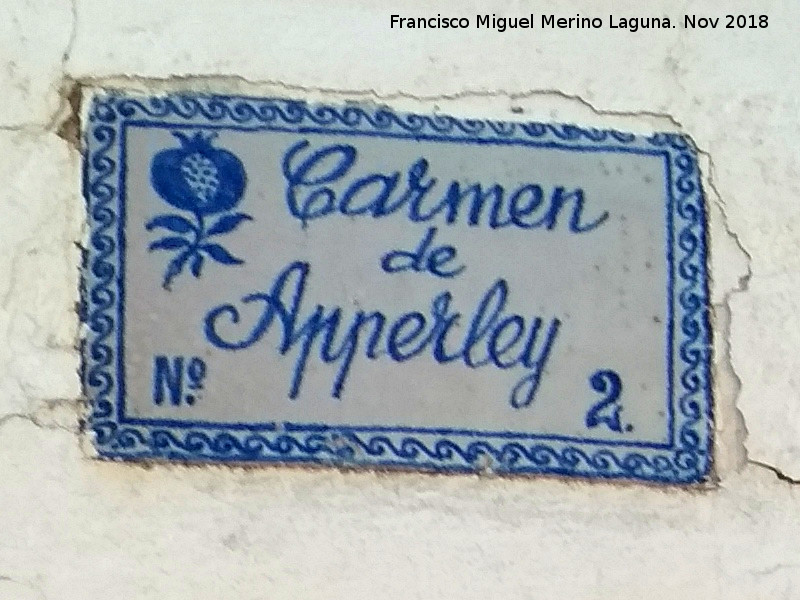 Francisco Miguel Merino Laguna. Nov 2018
Carmen
de
Apperley
Nº. 2.